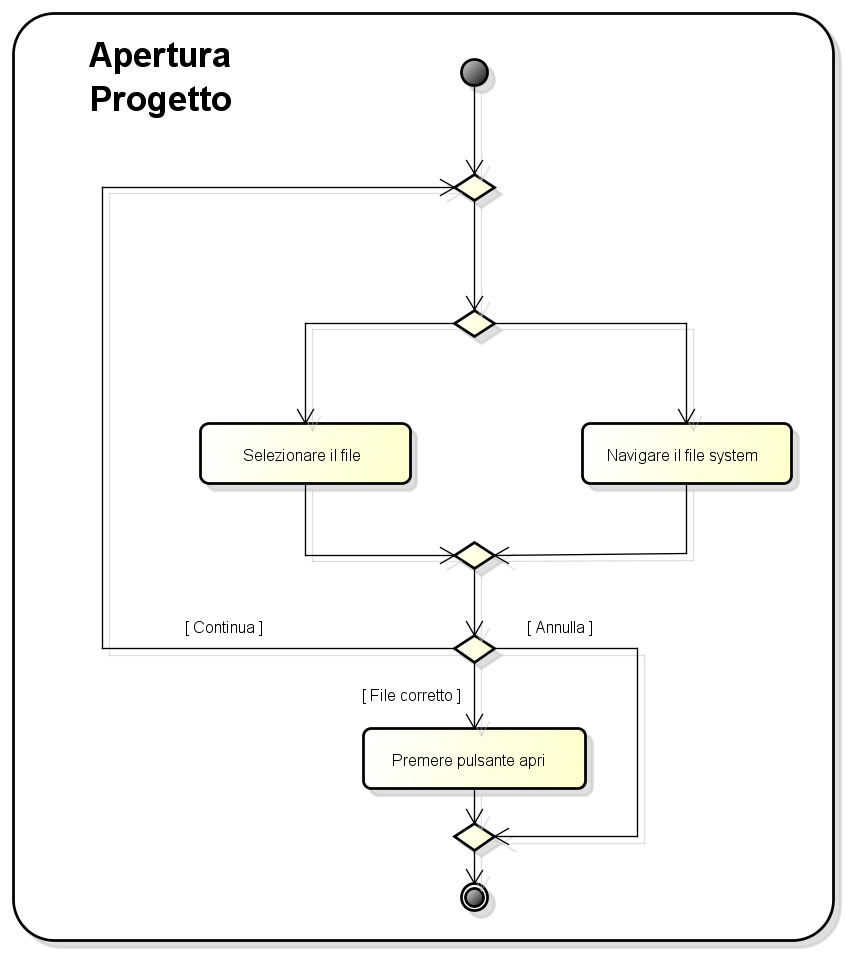 Apertura
Progetto
Selezionare il file
Navigare il file system
[ Continua ]
[ Annulla ]
[ File corretto ]
Premere pulsante apri